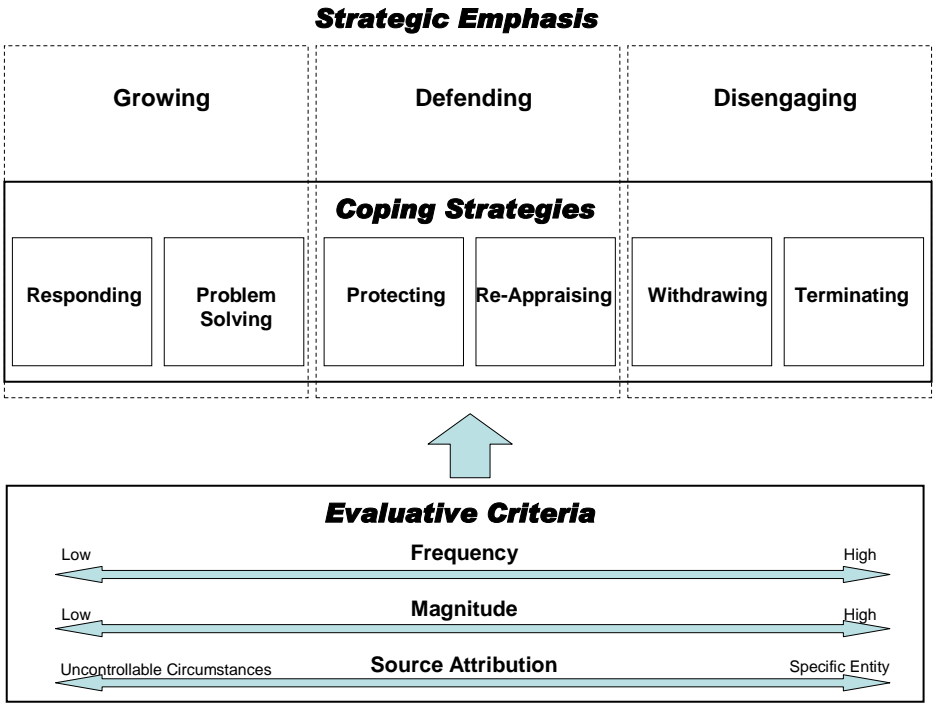 Strategic Emphasis
Growing
Defending
Disengaging
Coping Strategies
Responding
Problem
Solving
Protecting
Re-Appraising
Withdrawing
Terminating
Evaluative Criteria
Low
Frequency
High
Low
Magnitude
High
Uncontrollable Circumstances
Source Attribution
Specific Entity